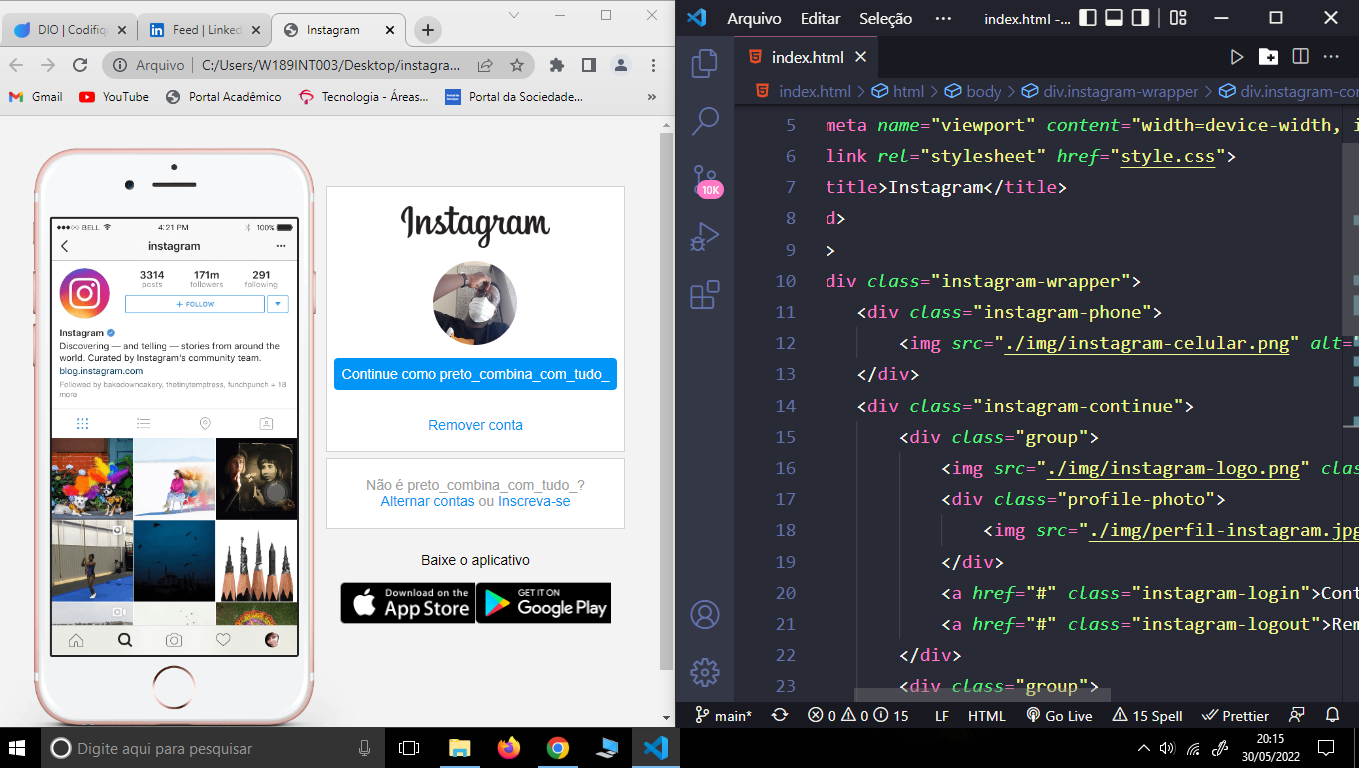 DIO | Codifiq
Feed | Linked
Instagram
Arquivo
C:/Users/W189INT003/Desktop/instagra...
Gmail
YouTube
Portal Acadêmico
Tecnologia - Áreas...
Portal da Sociedade...
»
BELL
4:21 PM
100%
instagram
3314
posts
171m
followers
291
following
+ FOLLOW
Instagram
Discovering — and telling — stories from around the
world. Curated by Instagram's community team.
blog.instagram.com
Followed by bakedowncakery, thetinytemptress, funchpunch + 18
more
Instagram
Continue como preto_combina_com_tudo_
Remover conta
Não é preto_combina_com_tudo_?
Alternar contas ou Inscreva-se
Baixe o aplicativo
Download on the
App Store
GET IT ON
Google Play
Arquivo Editar Seleção ··· index.html -...
index.html
index.html > html > body > div.instagram-wrapper > div.instagram-cor
10K
5 meta name="viewport" content="width=device-width, i
6 link rel="stylesheet" href="style.css">
7 title>Instagram</title>
8 d>
9 >
10 div class="instagram-wrapper">
11 <div class="instagram-phone">
12 <img src="./img/instagram-celular.png" alt="
13 </div>
14 <div class="instagram-continue">
15 <div class="group">
16 <img src="./img/instagram-logo.png" clas
17 <div class="profile-photo">
18 <img src="./img/perfil-instagram.jpg
19 </div>
20 <a href="#" class="instagram-login">Cont
21 <a href="#" class="instagram-logout">Rem
22 </div>
23 <div class="group">
main* 0 0 15 LF HTML Go Live 15 Spell Prettier
Digite aqui para pesquisar
20:15
30/05/2022